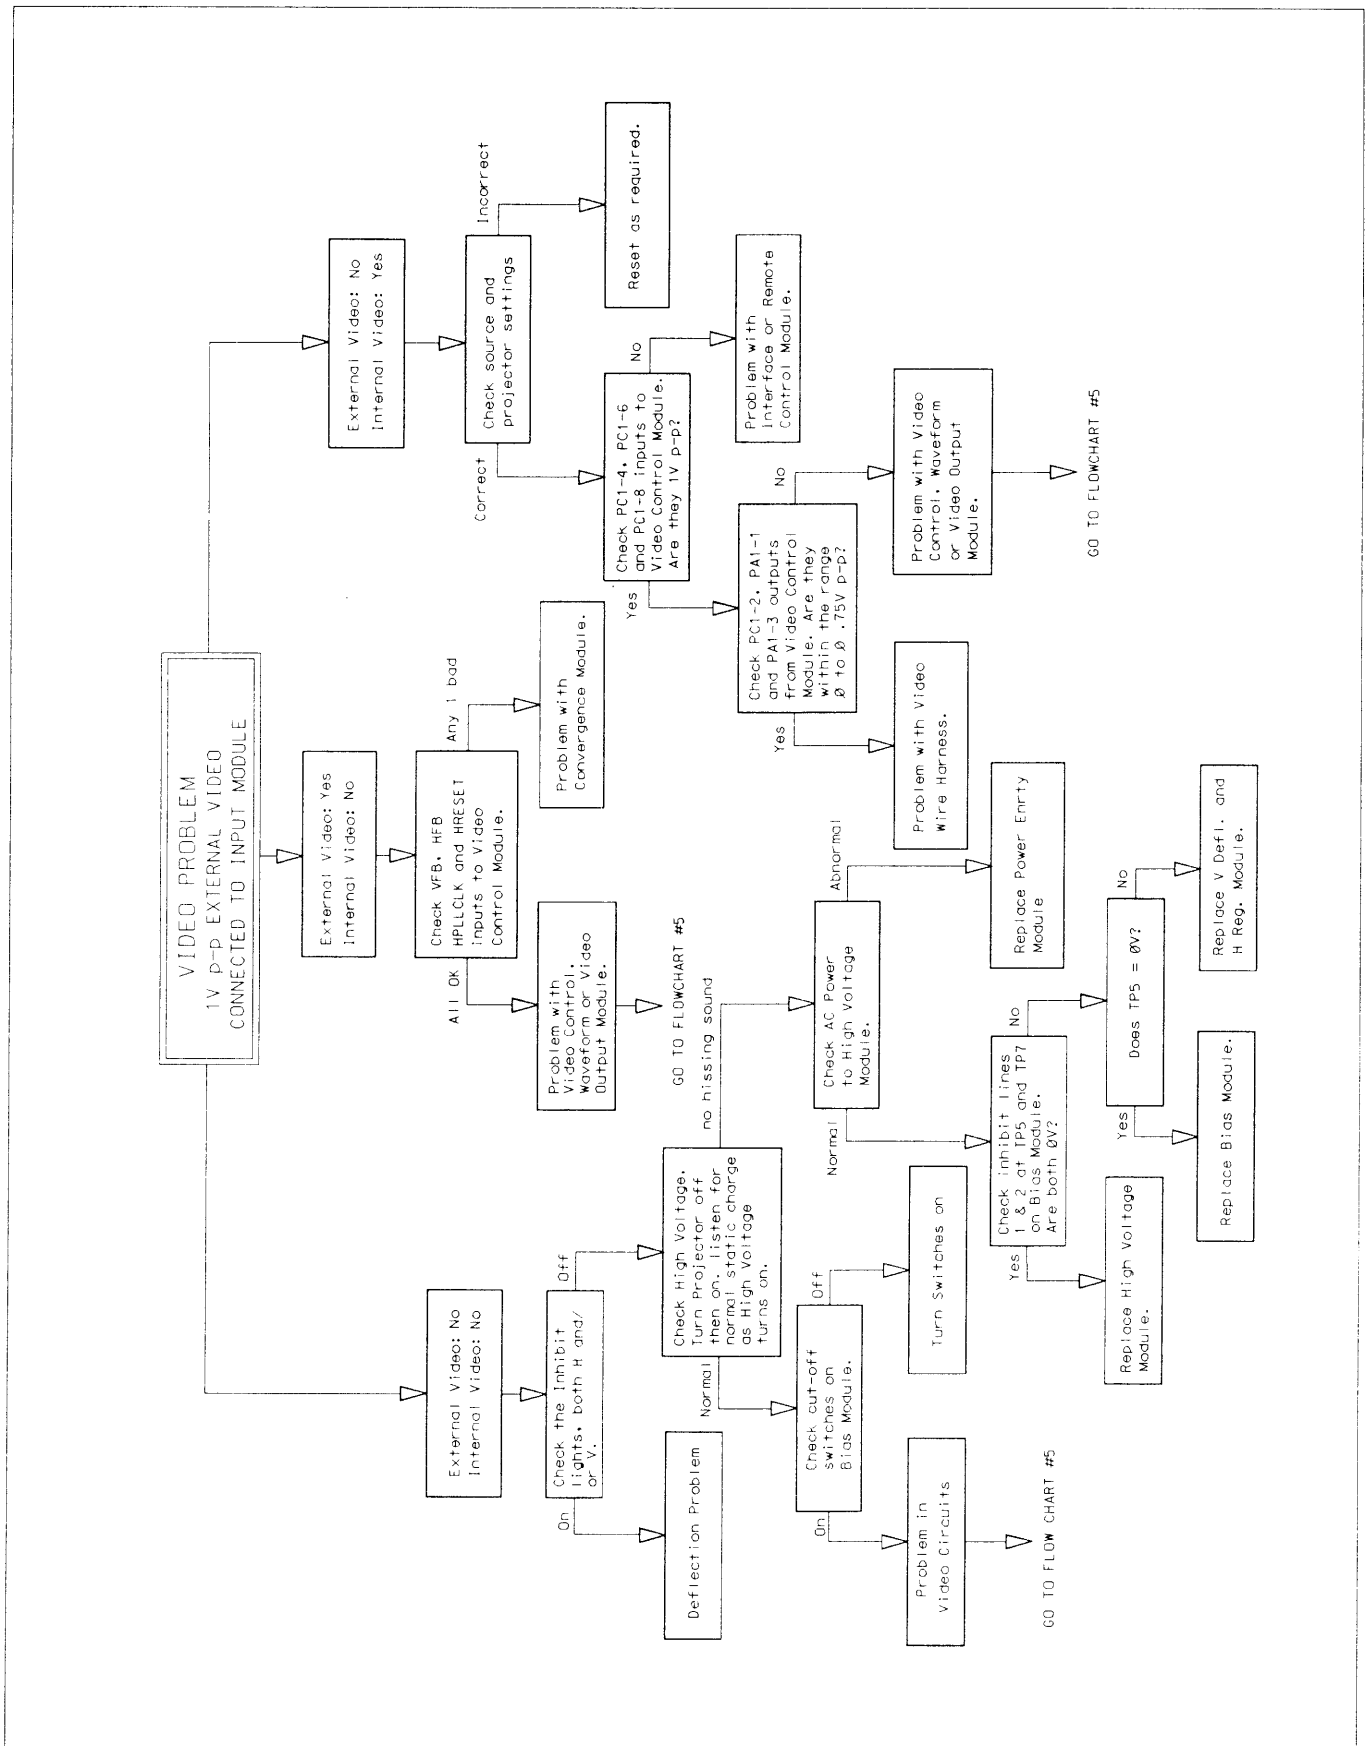 VIDEO PROBLEM
1V p-p EXTERNAL VIDEO
CONNECTED TO INPUT MODULE
External Video: No
Internal Video: No
Check the Inhibit
lights, both H and/
or V.
On
Off
Deflection Problem
Check High Voltage.
Turn Projector off
then on. listen for
normal static charge
as High Voltage
turns on.
Normal
no hissing sound
Check cut-off
switches on
Bias Module.
On
Off
Problem in
Video Circuits
GO TO FLOW CHART #5
Turn Switches on
Check AC Power
to High Voltage
Module.
Normal
Abnormal
Check inhibit lines
1 & 2 at TP5 and TP7
on Bias Module.
Are both 0V?
Yes
No
Replace High Voltage
Module.
Does TP5 = 0V?
Yes
No
Replace Bias Module.
Replace V Defl. and
H Reg. Module.
Replace Power Enrty
Module
External Video: Yes
Internal Video: No
Check VFB, HFB
HPLLCLK and HRESET
inputs to Video
Control Module.
All OK
Any 1 bad
Problem with
Video Control,
Waveform or Video
Output Module.
GO TO FLOWCHART #5
Problem with
Convergence Module.
External Video: No
Internal Video: Yes
Check source and
projector settings
Correct
Incorrect
Check PC1-4, PC1-6
and PC1-8 inputs to
Video Control Module.
Are they 1V p-p?
Yes
No
Check PC1-2, PA1-1
and PA1-3 outputs
from Video Control
Module. Are they
within the range
0 to 0 .75V p-p?
Yes
No
Problem with Video
Wire Harness.
Problem with Video
Control, Waveform
or Video Output
Module.
GO TO FLOWCHART #5
Problem with
Interface or Remote
Control Module.
Reset as required.